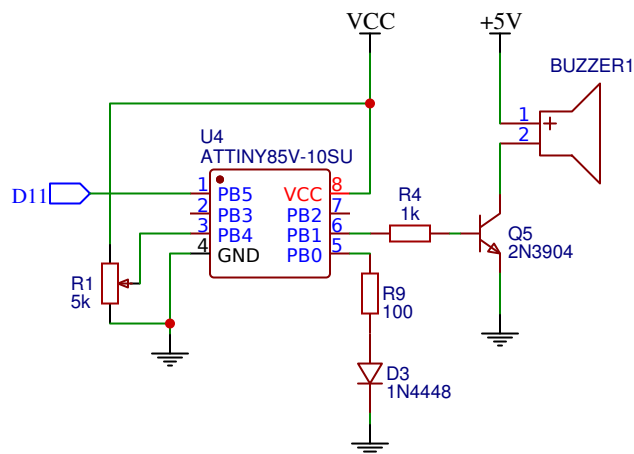 VCC
+5V
BUZZER1
1
+
2
U4
ATTINY85V-10SU
D11
1 PB5 VCC 8
2 PB3 PB2 7
3 PB4 PB1 6
4 GND PB0 5
R4
1k
Q5
2N3904
R1
5k
R9
100
D3
1N4448